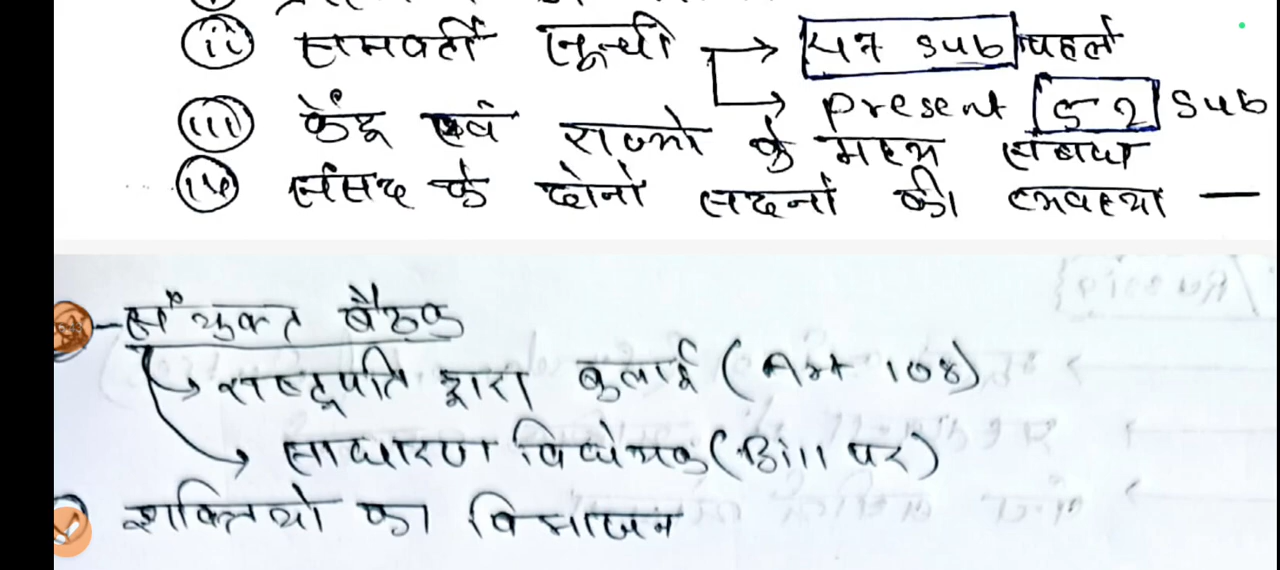 (ii) समवर्ती सूची → 47 sub पहले
→ present 52 sub
(iii) केंद्र एवं राज्यो के मध्य संबंध
(iv) संसद के दोनो सदनों की व्यवस्था —
- संयुक्त बैठक
→ राष्ट्रपति द्वारा बुलाई (Art 108)
→ साधारण विधेयक (Bill पर)
(v) शक्तियो का विभाजन